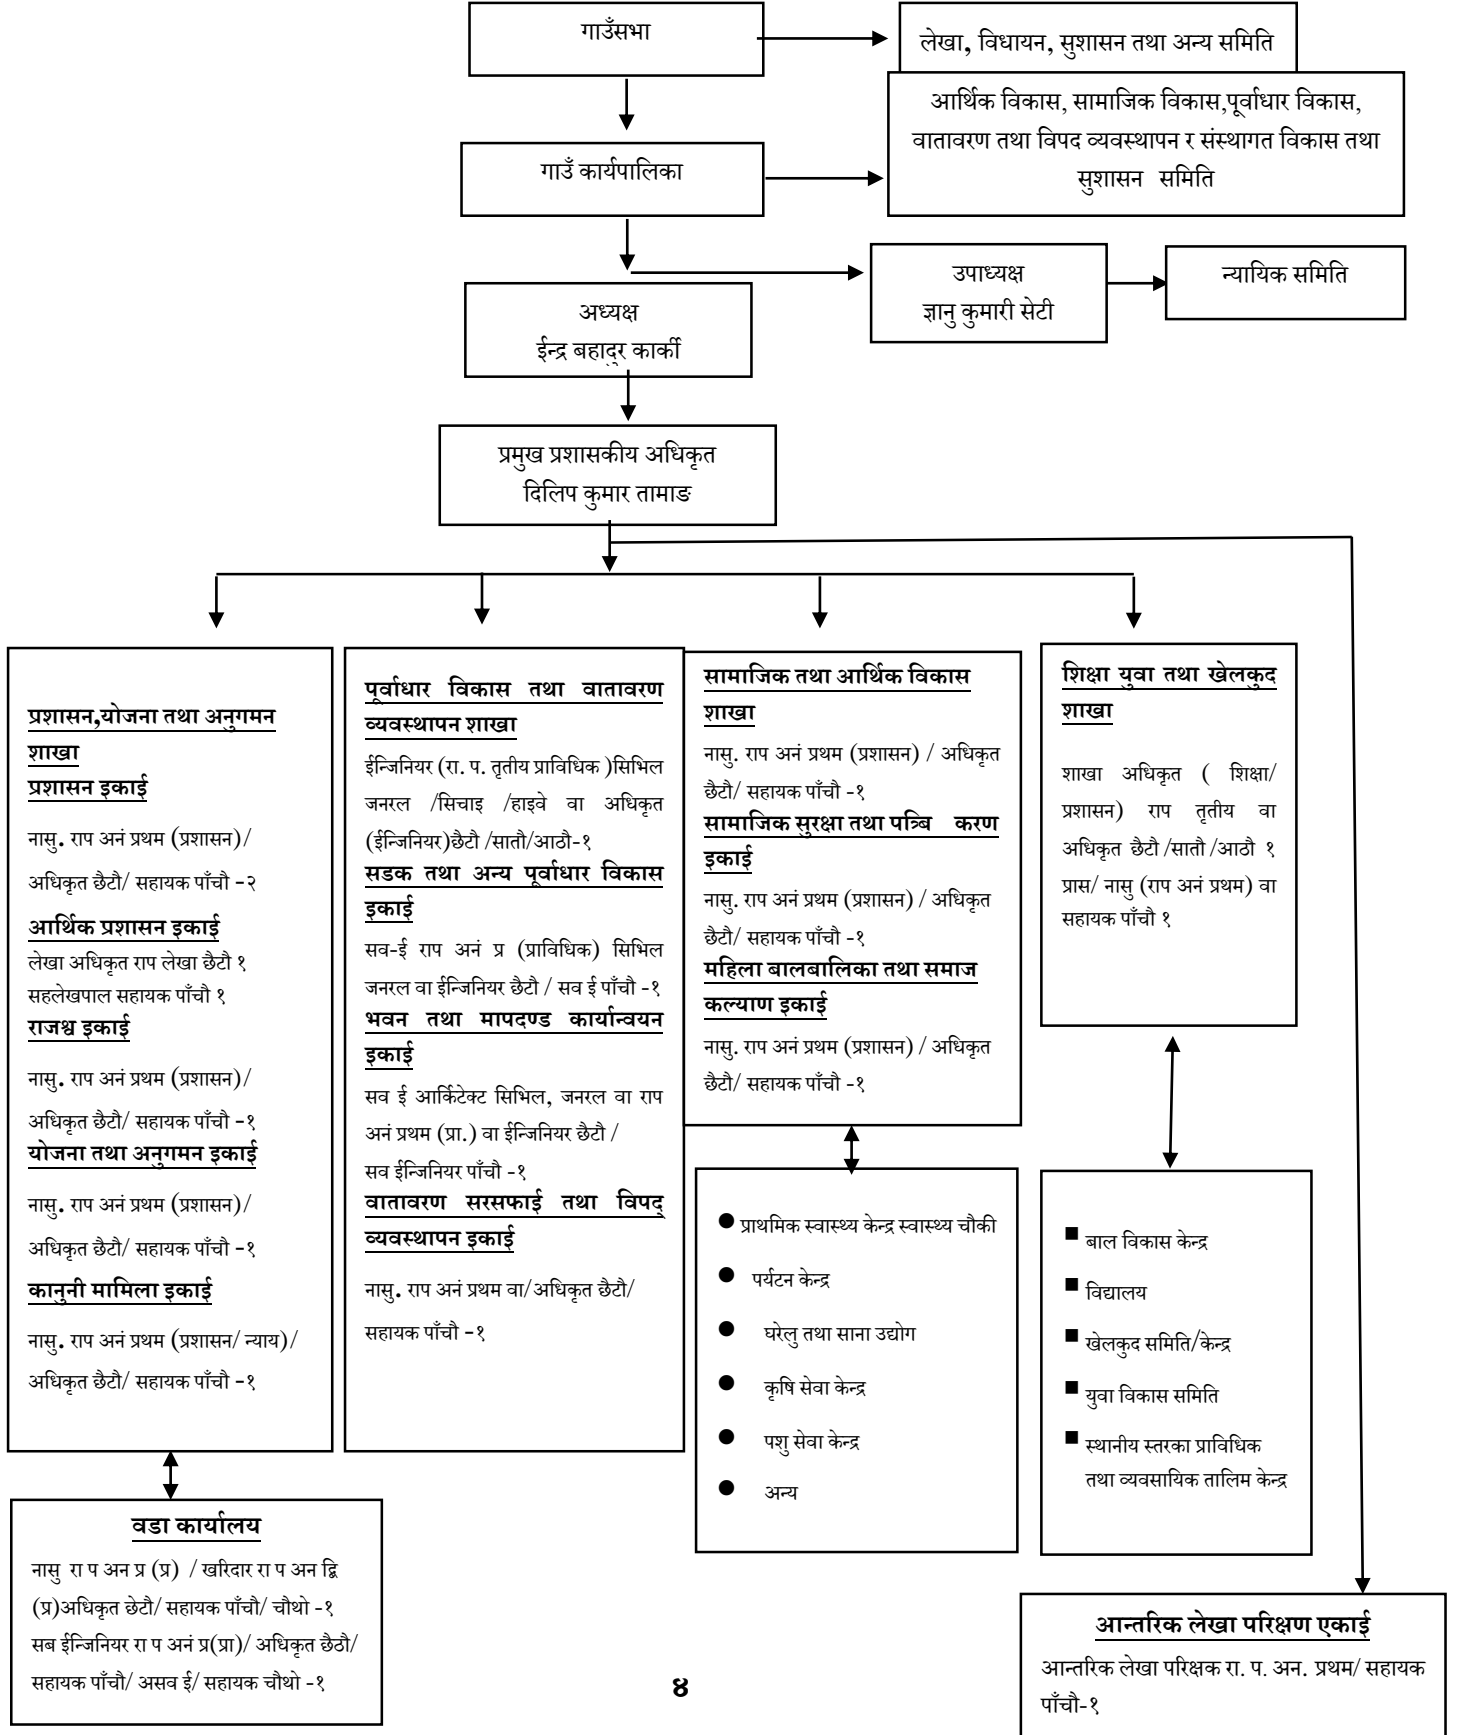 गाउँसभा
लेखा, विधायन, सुशासन तथा अन्य समिति
आर्थिक विकास, सामाजिक विकास,पूर्वाधार विकास,
वातावरण तथा विपद व्यवस्थापन र संस्थागत विकास तथा
सुशासन समिति
गाउँ कार्यपालिका
उपाध्यक्ष
ज्ञानु कुमारी सेटी
न्यायिक समिति
अध्यक्ष
ईन्द्र बहादुर कार्की
प्रमुख प्रशासकीय अधिकृत
दिलिप कुमार तामाङ
प्रशासन,योजना तथा अनुगमन
शाखा
प्रशासन इकाई
नासु. राप अनं प्रथम (प्रशासन)/
अधिकृत छैटौ/ सहायक पाँचौ -२
आर्थिक प्रशासन इकाई
लेखा अधिकृत राप लेखा छैटौ १
सहलेखपाल सहायक पाँचौ १
राजश्व इकाई
नासु. राप अनं प्रथम (प्रशासन)/
अधिकृत छैटौ/ सहायक पाँचौ -१
योजना तथा अनुगमन इकाई
नासु. राप अनं प्रथम (प्रशासन)/
अधिकृत छैटौ/ सहायक पाँचौ -१
कानुनी मामिला इकाई
नासु. राप अनं प्रथम (प्रशासन/ न्याय)/
अधिकृत छैटौ/ सहायक पाँचौ -१
पूर्वाधार विकास तथा वातावरण
व्यवस्थापन शाखा
ईन्जिनियर (रा. प. तृतीय प्राविधिक )सिभिल
जनरल /सिचाइ /हाइवे वा अधिकृत
(ईन्जिनियर)छैटौ /सातौ/आठौ-१
सडक तथा अन्य पूर्वाधार विकास
इकाई
सव-ई राप अनं प्र (प्राविधिक) सिभिल
जनरल वा ईन्जिनियर छैटौ / सव ई पाँचौ -१
भवन तथा मापदण्ड कार्यान्वयन
इकाई
सव ई आर्किटेक्ट सिभिल, जनरल वा राप
अनं प्रथम (प्रा.) वा ईन्जिनियर छैटौ /
सव ईन्जिनियर पाँचौ -१
वातावरण सरसफाई तथा विपद्
व्यवस्थापन इकाई
नासु. राप अनं प्रथम वा/अधिकृत छैटौ/
सहायक पाँचौ -१
सामाजिक तथा आर्थिक विकास
शाखा
नासु. राप अनं प्रथम (प्रशासन) / अधिकृत
छैटौ/ सहायक पाँचौ -१
सामाजिक सुरक्षा तथा पञ्जि करण
इकाई
नासु. राप अनं प्रथम (प्रशासन) / अधिकृत
छैटौ/ सहायक पाँचौ -१
महिला बालबालिका तथा समाज
कल्याण इकाई
नासु. राप अनं प्रथम (प्रशासन) / अधिकृत
छैटौ/ सहायक पाँचौ -१
शिक्षा युवा तथा खेलकुद
शाखा
शाखा अधिकृत ( शिक्षा/
प्रशासन) राप तृतीय वा
अधिकृत छैटौ /सातौ /आठौ १
प्रास/ नासु (राप अनं प्रथम) वा
सहायक पाँचौ १
● प्राथमिक स्वास्थ्य केन्द्र स्वास्थ्य चौकी
● पर्यटन केन्द्र
● घरेलु तथा साना उद्योग
● कृषि सेवा केन्द्र
● पशु सेवा केन्द्र
● अन्य
■ बाल विकास केन्द्र
■ विद्यालय
■ खेलकुद समिति/केन्द्र
■ युवा विकास समिति
■ स्थानीय स्तरका प्राविधिक
तथा व्यवसायिक तालिम केन्द्र
वडा कार्यालय
नासु रा प अन प्र (प्र) / खरिदार रा प अन द्वि
(प्र)अधिकृत छेटौ/ सहायक पाँचौ/ चौथो -१
सब ईन्जिनियर रा प अनं प्र(प्रा)/ अधिकृत छैठौ/
सहायक पाँचौ/ असव ई/ सहायक चौथो -१
आन्तरिक लेखा परिक्षण एकाई
आन्तरिक लेखा परिक्षक रा. प. अन. प्रथम/ सहायक
पाँचौ-१
४